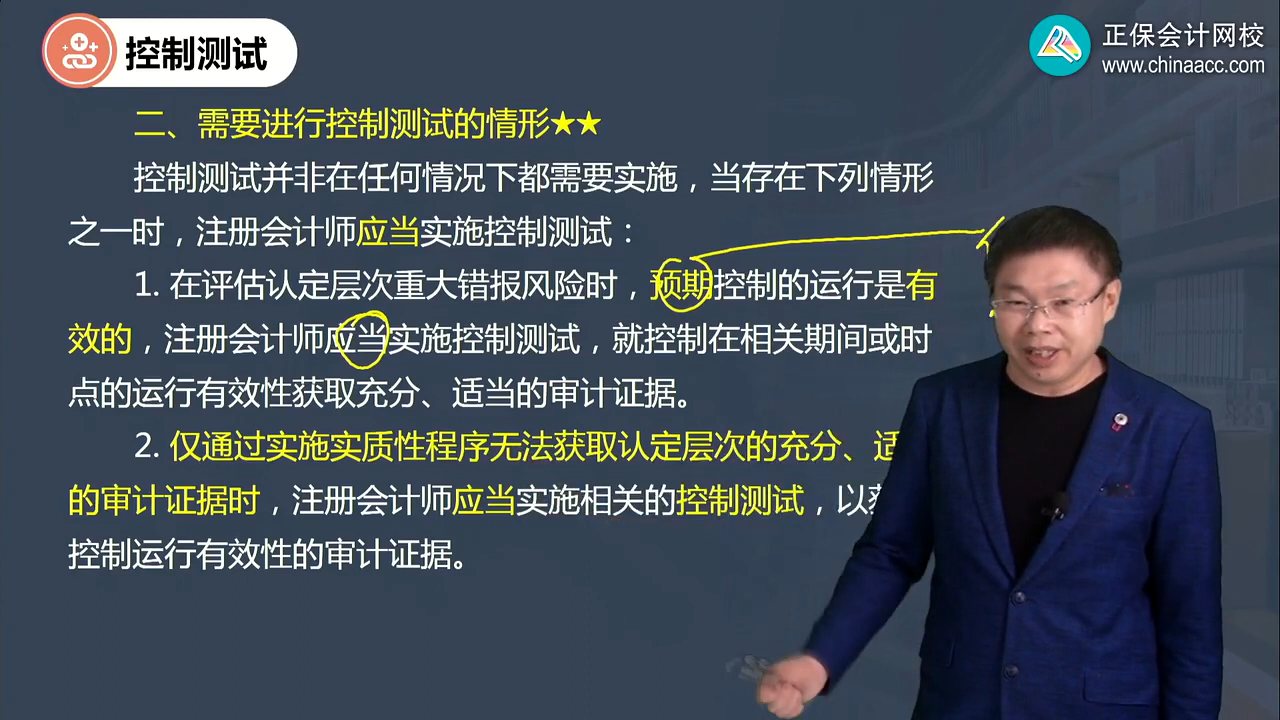 控制测试
正保会计网校
www.chinaacc.com
二、需要进行控制测试的情形★★
控制测试并非在任何情况下都需要实施，当存在下列情形
之一时，注册会计师应当实施控制测试：
1. 在评估认定层次重大错报风险时，预期控制的运行是有
效的，注册会计师应当实施控制测试，就控制在相关期间或时
点的运行有效性获取充分、适当的审计证据。
2. 仅通过实施实质性程序无法获取认定层次的充分、适
的审计证据时，注册会计师应当实施相关的控制测试，以
控制运行有效性的审计证据。